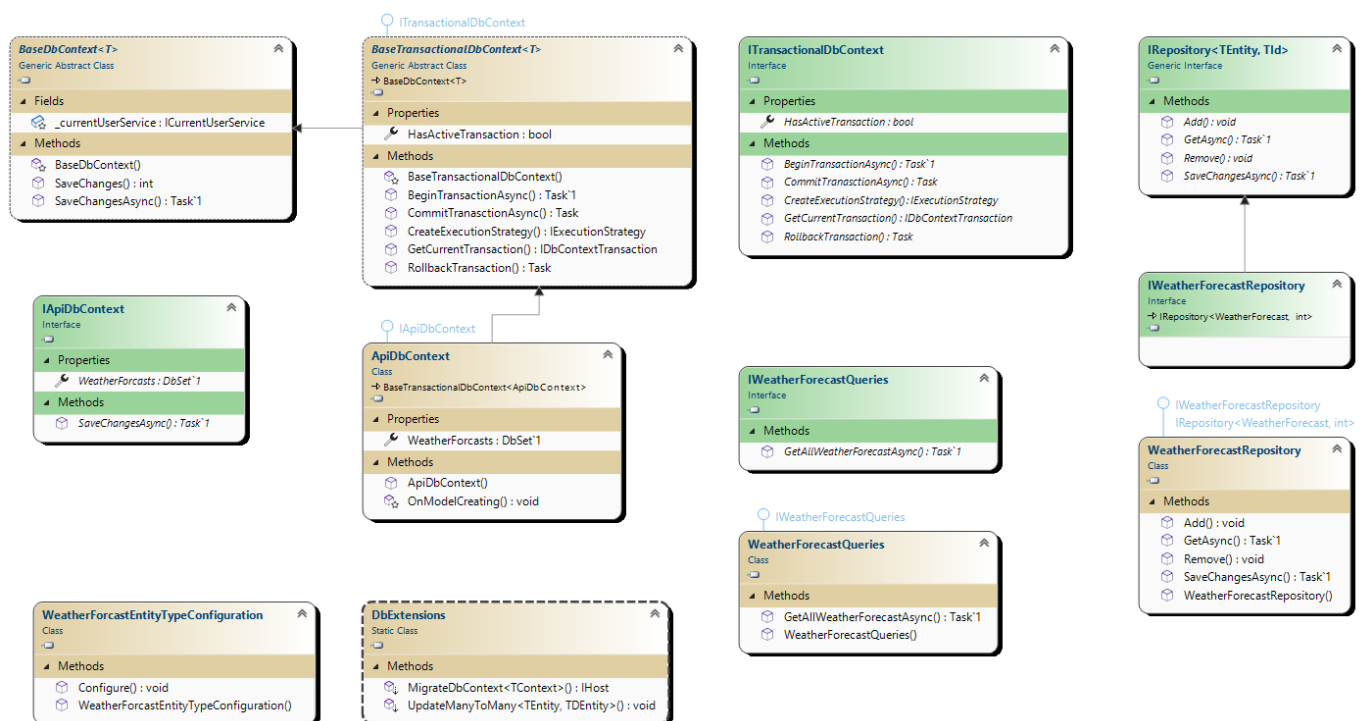 BaseDbContext<T>
Generic Abstract Class
Fields
_currentUserService : ICurrentUserService
Methods
BaseDbContext()
SaveChanges() : int
SaveChangesAsync() : Task`1
ITransactionalDbContext
BaseTransactionalDbContext<T>
Generic Abstract Class
BaseDbContext<T>
Properties
HasActiveTransaction : bool
Methods
BaseTransactionalDbContext()
BeginTransactionAsync() : Task`1
CommitTranasctionAsync() : Task
CreateExecutionStrategy() : IExecutionStrategy
GetCurrentTransaction() : IDbContextTransaction
RollbackTransaction() : Task
ITransactionalDbContext
Interface
Properties
HasActiveTransaction : bool
Methods
BeginTransactionAsync() : Task`1
CommitTranasctionAsync() : Task
CreateExecutionStrategy() : IExecutionStrategy
GetCurrentTransaction() : IDbContextTransaction
RollbackTransaction() : Task
IRepository<TEntity, TId>
Generic Interface
Methods
Add() : void
GetAsync() : Task`1
Remove() : void
SaveChangesAsync() : Task`1
IApiDbContext
Interface
Properties
WeatherForcasts : DbSet`1
Methods
SaveChangesAsync() : Task`1
IApiDbContext
ApiDbContext
Class
BaseTransactionalDbContext<ApiDbContext>
Properties
WeatherForcasts : DbSet`1
Methods
ApiDbContext()
OnModelCreating() : void
IWeatherForecastQueries
Interface
Methods
GetAllWeatherForecastAsync() : Task`1
IWeatherForecastRepository
Interface
IRepository<WeatherForecast, int>
IWeatherForecastRepository
IRepository<WeatherForecast, int>
WeatherForecastRepository
Class
Methods
Add() : void
GetAsync() : Task`1
Remove() : void
SaveChangesAsync() : Task`1
WeatherForecastRepository()
IWeatherForecastQueries
WeatherForecastQueries
Class
Methods
GetAllWeatherForecastAsync() : Task`1
WeatherForecastQueries()
WeatherForcastEntityTypeConfiguration
Class
Methods
Configure() : void
WeatherForcastEntityTypeConfiguration()
DbExtensions
Static Class
Methods
MigrateDbContext<TContext>() : IHost
UpdateManyToMany<TEntity, TDEntity>() : void